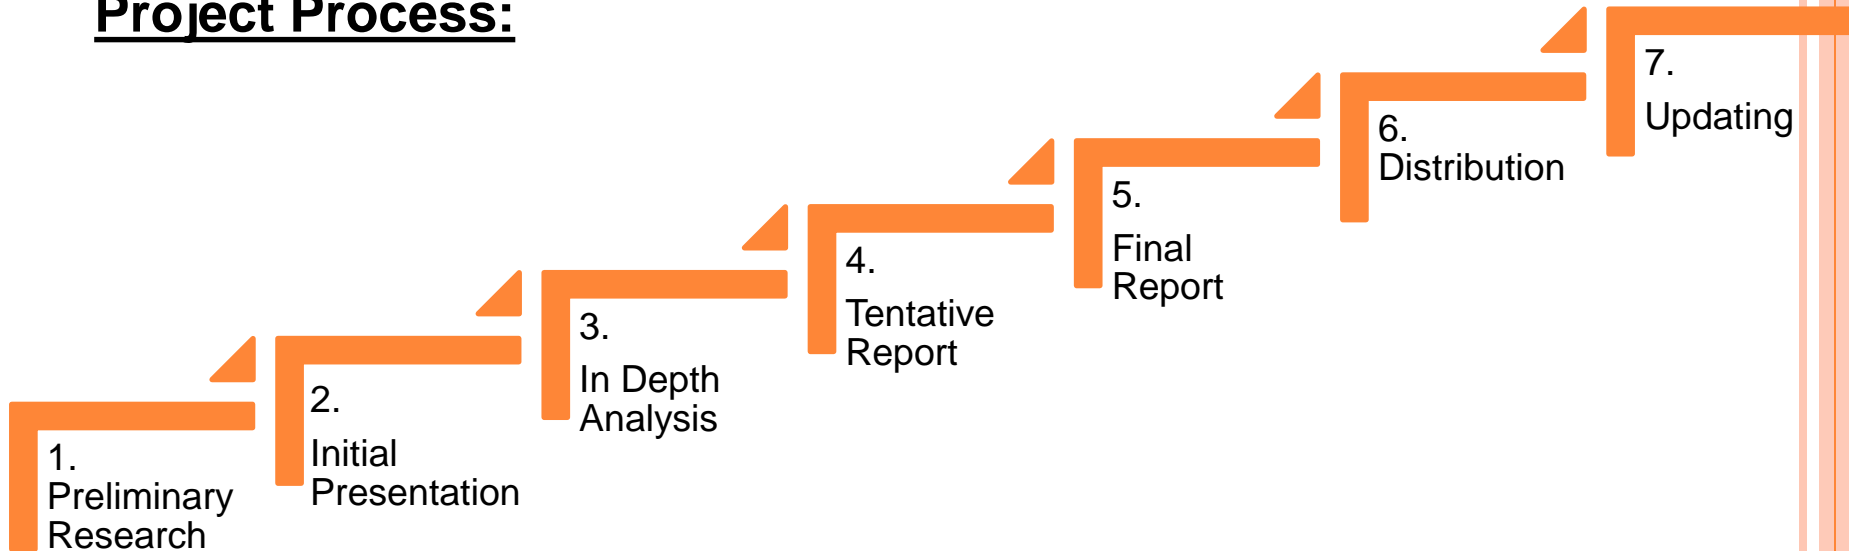 Project Process:
1.
Preliminary
Research
2.
Initial
Presentation
3.
In Depth
Analysis
4.
Tentative
Report
5.
Final
Report
6.
Distribution
7.
Updating